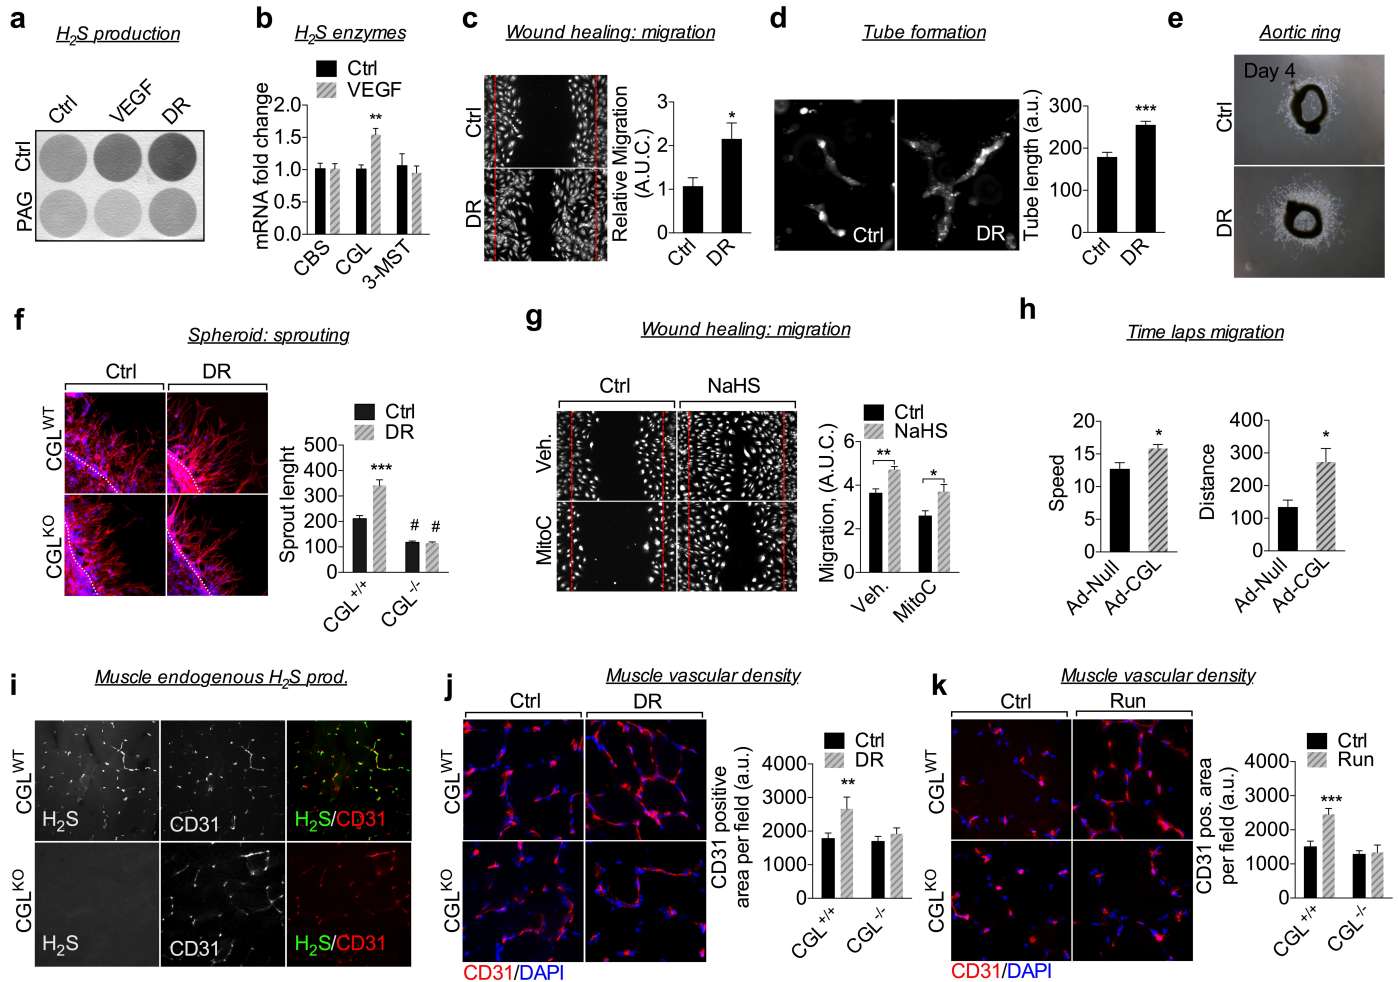 a
H2S production
Ctrl
VEGF
DR
Ctrl
PAG
b
H2S enzymes
Ctrl
VEGF
mRNA fold change
2.0
1.5
1.0
0.5
0.0
**
CBS
CGL
3-MST
c
Wound healing: migration
Ctrl
DR
Relative Migration
(A.U.C.)
3
2
1
0
*
Ctrl
DR
d
Tube formation
Ctrl
DR
Tube length (a.u.)
300
200
100
0
***
Ctrl
DR
e
Aortic ring
Day 4
Ctrl
DR
f
Spheroid: sprouting
Ctrl
DR
CGLWT
CGLKO
Ctrl
DR
Sprout lenght
500
400
300
200
100
0
***
# #
CGL+/+
CGL-/-
g
Wound healing: migration
Ctrl
NaHS
Veh.
MitoC
Ctrl
NaHS
Migration, (A.U.C.)
6
4
2
0
**
*
Veh.
MitoC
h
Time laps migration
Speed
20
15
10
5
0
*
Ad-Null
Ad-CGL
Distance
400
300
200
100
0
*
Ad-Null
Ad-CGL
i
Muscle endogenous H2S prod.
CGLWT
H2S
CD31
H2S/CD31
CGLKO
H2S
CD31
H2S/CD31
j
Muscle vascular density
Ctrl
DR
CGLWT
CGLKO
CD31/DAPI
Ctrl
DR
CD31 positive
area per field (a.u.)
4000
3000
2000
1000
0
**
CGL+/+
CGL-/-
k
Muscle vascular density
Ctrl
Run
CGLWT
CGLKO
CD31/DAPI
Ctrl
Run
CD31 pos. area
per field (a.u.)
4000
3000
2000
1000
0
***
CGL+/+
CGL-/-